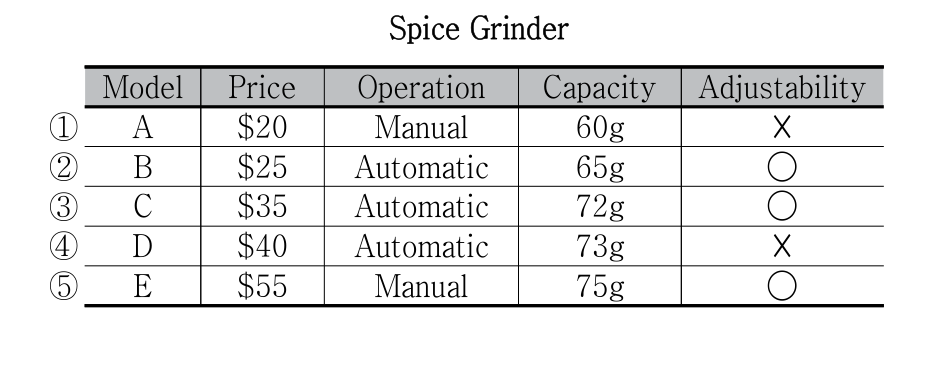 Spice Grinder
Model Price Operation Capacity Adjustability
① A $20 Manual 60g X
② B $25 Automatic 65g ○
③ C $35 Automatic 72g ○
④ D $40 Automatic 73g X
⑤ E $55 Manual 75g ○